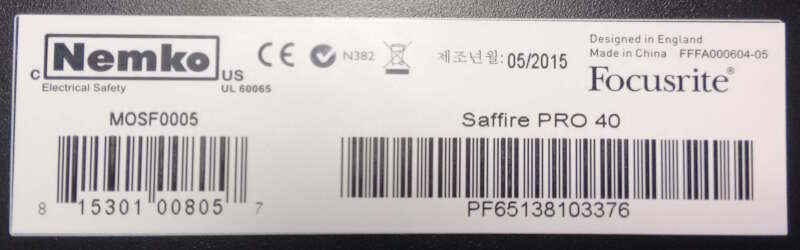 Nemko
C US
Electrical Safety UL 60065
CE N382 제조년월: 05/2015
Designed in England
Made in China FFFA000604-05
Focusrite®
MOSF0005
8 15301 00805 7
Saffire PRO 40
PF65138103376